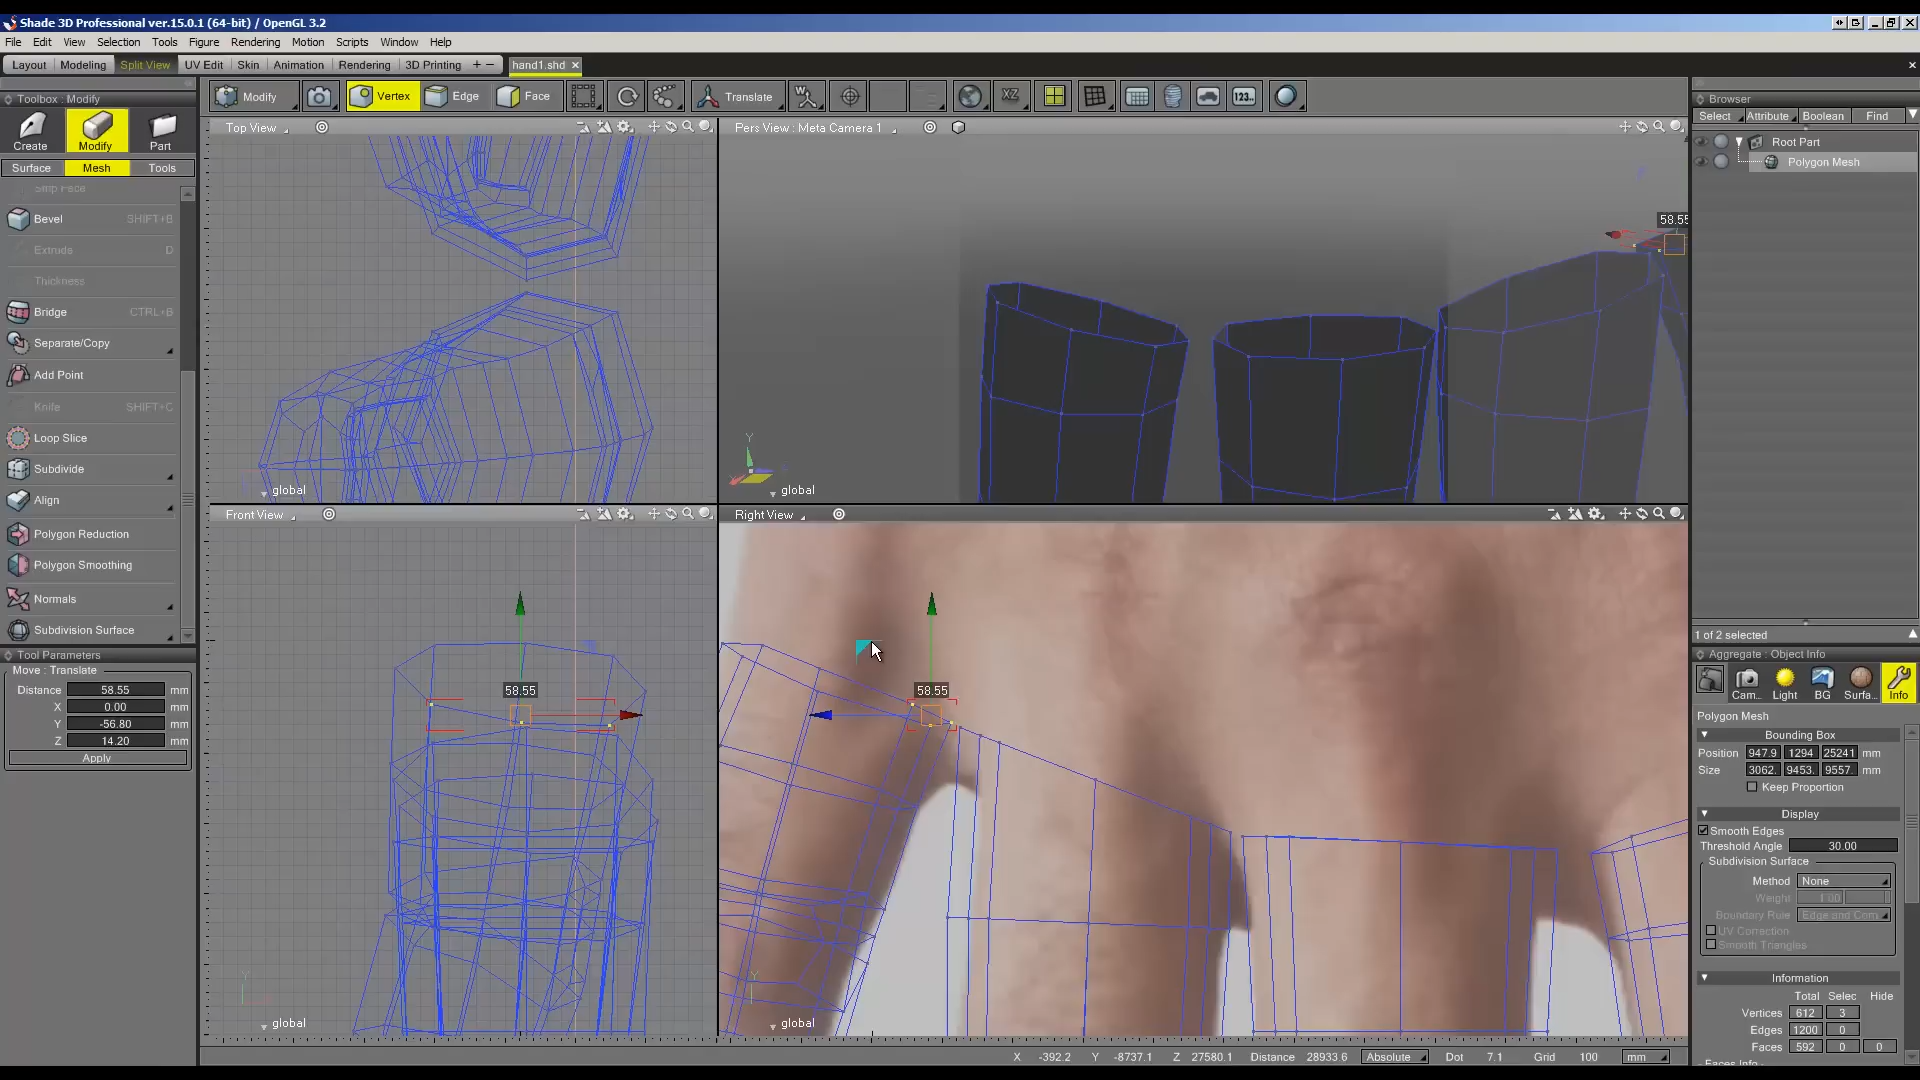 Shade 3D Professional ver.15.0.1 (64-bit) / OpenGL 3.2
File Edit View Selection Tools Figure Rendering Motion Scripts Window Help
Layout Modeling Split View UV Edit Skin Animation Rendering 3D Printing + − hand1.shd ×
Toolbox : Modify
Modify Vertex Edge Face Translate XZ 123..
Create Modify Part
Surface Mesh Tools
Bevel SHIFT+B
Extrude D
Thickness
Bridge CTRL+B
Separate/Copy
Add Point
Knife SHIFT+C
Loop Slice
Subdivide
Align
Polygon Reduction
Polygon Smoothing
Normals
Subdivision Surface
Tool Parameters
Move : Translate
Distance 58.55 mm
X 0.00 mm
Y -56.80 mm
Z 14.20 mm
Apply
Top View
global
Pers View : Meta Camera 1
58.55
Y
global
Front View
58.55
Y
global
Right View
58.55
Y
global
X -392.2 Y -8737.1 Z 27580.1 Distance 28933.6 Absolute Dot 7.1 Grid 100 mm
Browser
Select Attribute Boolean Find
Root Part
Polygon Mesh
1 of 2 selected
Aggregate : Object Info
Cam... Light BG Surfa... Info
Polygon Mesh
Bounding Box
Position 947.9 1294 25241 mm
Size 3062. 9453. 9557. mm
Keep Proportion
Display
Smooth Edges
Threshold Angle 30.00
Subdivision Surface
Method None
Weight 1.00
Boundary Rule Edge and Corn
UV Correction
Smooth Triangles
Information
Total Selec Hide
Vertices 612 3
Edges 1200 0
Faces 592 0 0